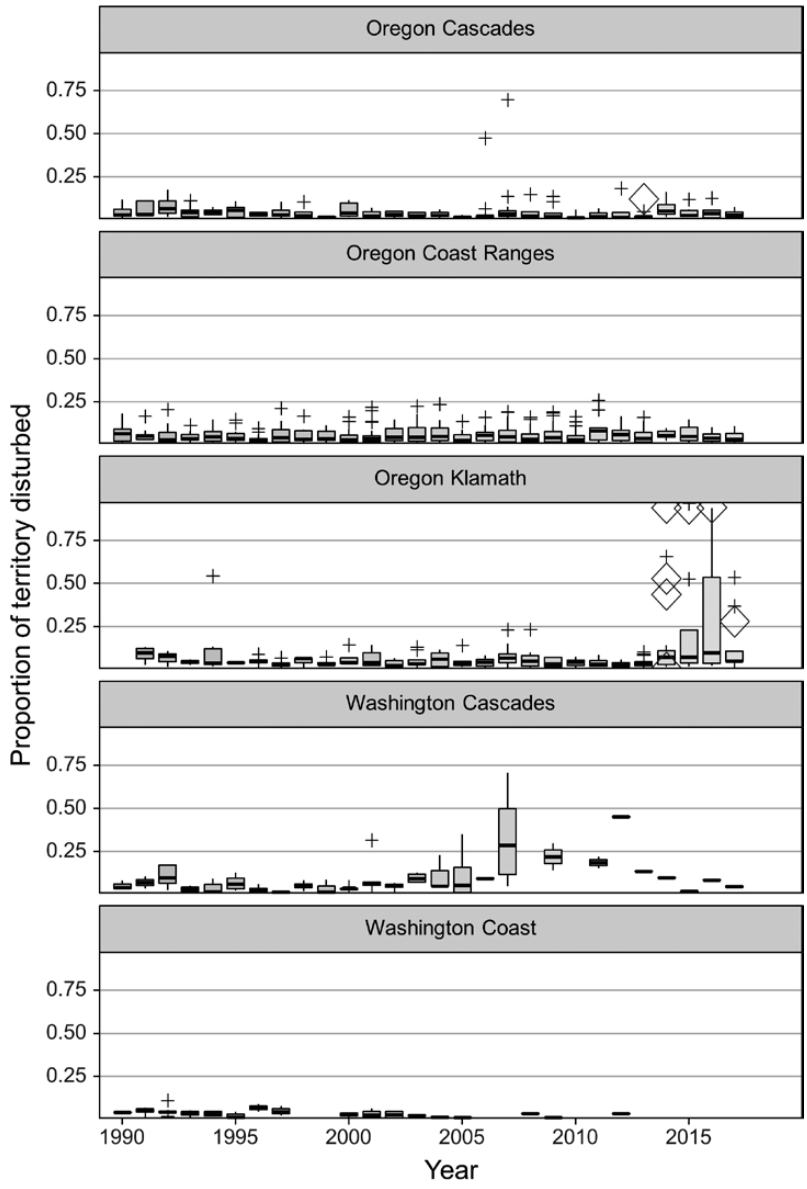 Oregon Cascades
0.75
0.50
0.25
Oregon Coast Ranges
0.75
0.50
0.25
Oregon Klamath
0.75
0.50
0.25
Washington Cascades
0.75
0.50
0.25
Washington Coast
0.75
0.50
0.25
Proportion of territory disturbed
1990 1995 2000 2005 2010 2015
Year